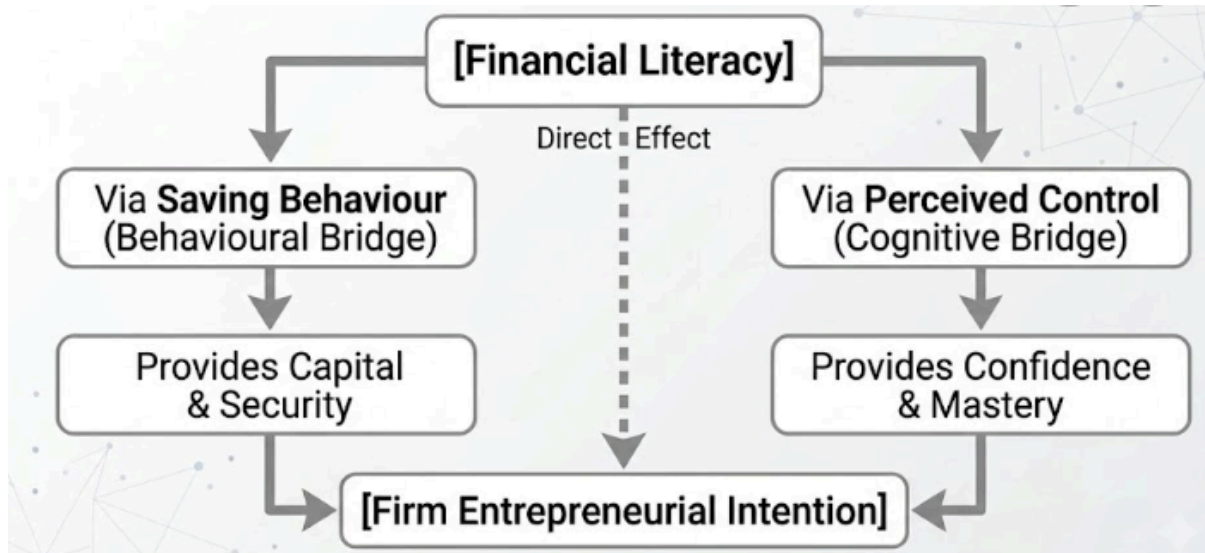 [Financial Literacy]
Direct Effect
Via Saving Behaviour
(Behavioural Bridge)
Via Perceived Control
(Cognitive Bridge)
Provides Capital
& Security
Provides Confidence
& Mastery
[Firm Entrepreneurial Intention]